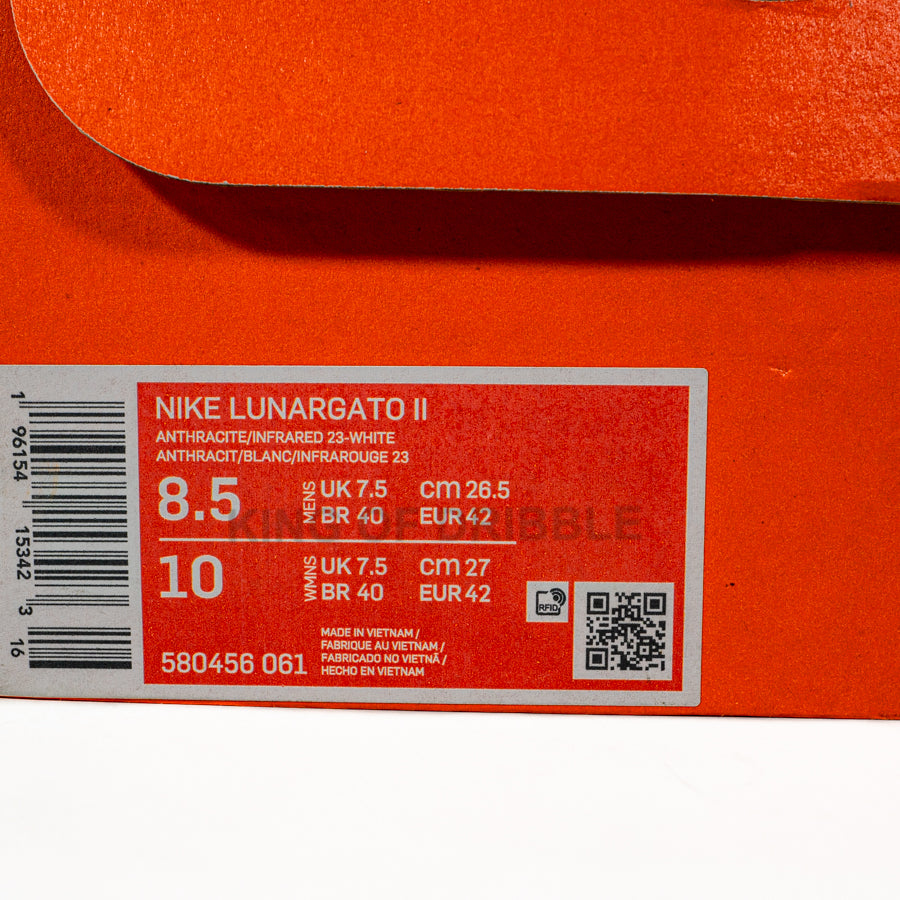 NIKE LUNARGATO II
ANTHRACITE/INFRARED 23-WHITE
ANTHRACIT/BLANC/INFRAROUGE 23
8.5 MENS UK 7.5 cm 26.5
BR 40 EUR 42
KING OF DRIBBLE
10 WMNS UK 7.5 cm 27
BR 40 EUR 42
RFID
580456 061
MADE IN VIETNAM /
FABRIQUE AU VIETNAM /
FABRICADO NO VIETNÃ /
HECHO EN VIETNAM
1 96154 15342 3 16